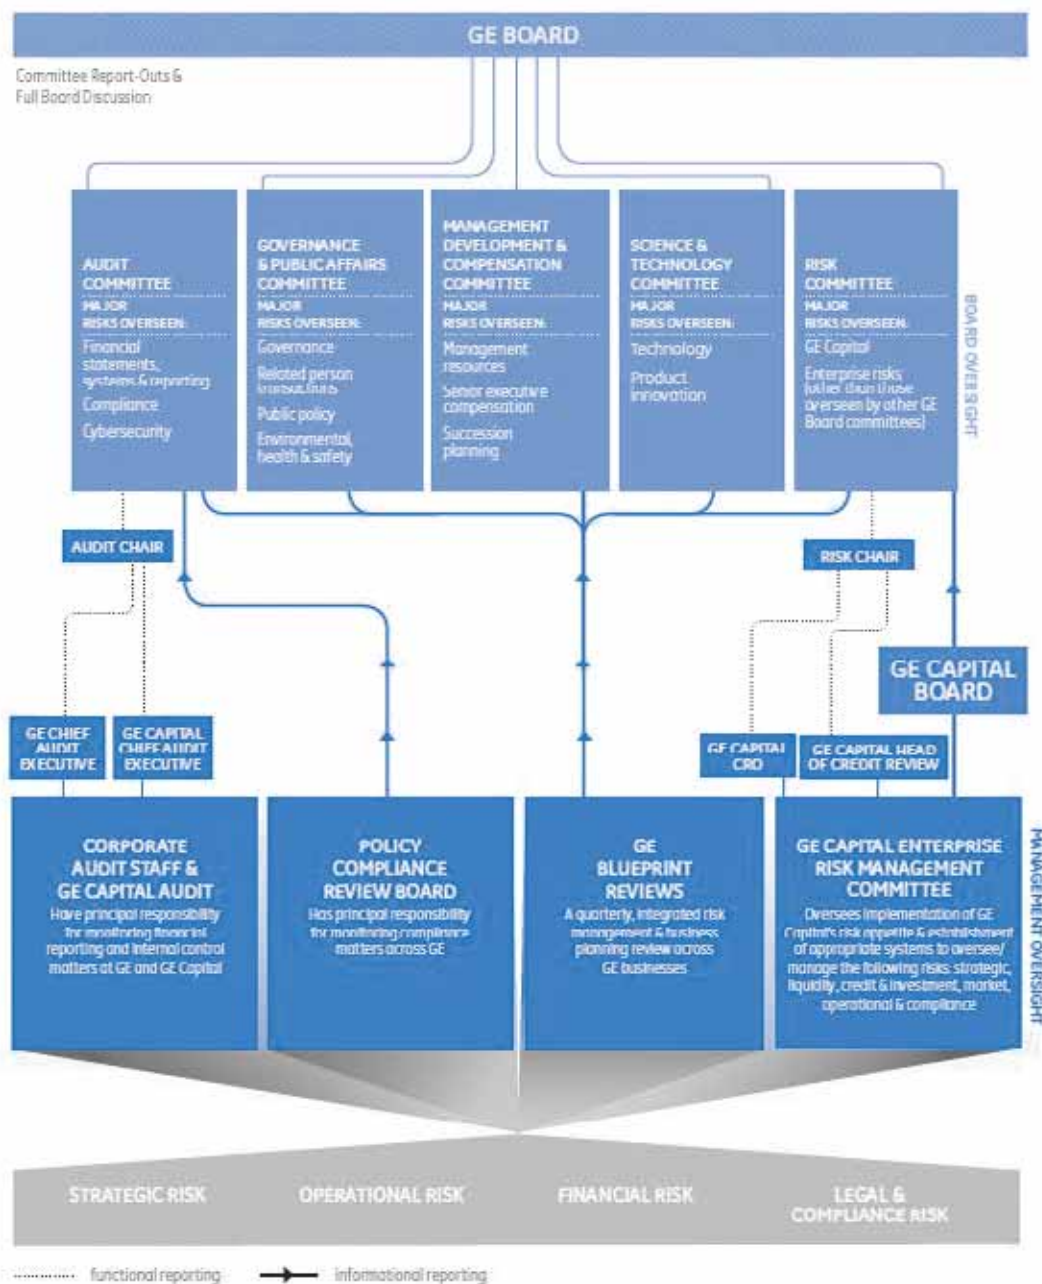 GE BOARD
Committee Report-Outs &
Full Board Discussion
AUDIT
COMMITTEE
MAJOR
RISKS OVERSEEN:
Financial
statements,
systems & reporting
Compliance
Cybersecurity
GOVERNANCE
& PUBLIC AFFAIRS
COMMITTEE
MAJOR
RISKS OVERSEEN:
Governance
Related person
transactions
Public policy
Environmental,
health & safety
MANAGEMENT
DEVELOPMENT &
COMPENSATION
COMMITTEE
MAJOR
RISKS OVERSEEN:
Management
resources
Senior executive
compensation
Succession
planning
SCIENCE &
TECHNOLOGY
COMMITTEE
MAJOR
RISKS OVERSEEN:
Technology
Product
innovation
RISK
COMMITTEE
MAJOR
RISKS OVERSEEN:
GE Capital
Enterprise risks
(other than those
overseen by other GE
Board committees)
BOARD OVERSIGHT
AUDIT CHAIR
RISK CHAIR
GE CAPITAL
BOARD
GE CHIEF
AUDIT
EXECUTIVE
GE CAPITAL
CHIEF AUDIT
EXECUTIVE
GE CAPITAL
CRO
GE CAPITAL HEAD
OF CREDIT REVIEW
CORPORATE
AUDIT STAFF &
GE CAPITAL AUDIT
Have principal responsibility
for monitoring financial
reporting and internal control
matters at GE and GE Capital
POLICY
COMPLIANCE
REVIEW BOARD
Has principal responsibility
for monitoring compliance
matters across GE
GE
BLUEPRINT
REVIEWS
A quarterly, integrated risk
management & business
planning review across
GE businesses
GE CAPITAL ENTERPRISE
RISK MANAGEMENT
COMMITTEE
Oversees implementation of GE
Capital's risk appetite & establishment
of appropriate systems to oversee/
manage the following risks: strategic,
liquidity, credit & investment, market,
operational & compliance
MANAGEMENT OVERSIGHT
STRATEGIC RISK
OPERATIONAL RISK
FINANCIAL RISK
LEGAL &
COMPLIANCE RISK
functional reporting
informational reporting